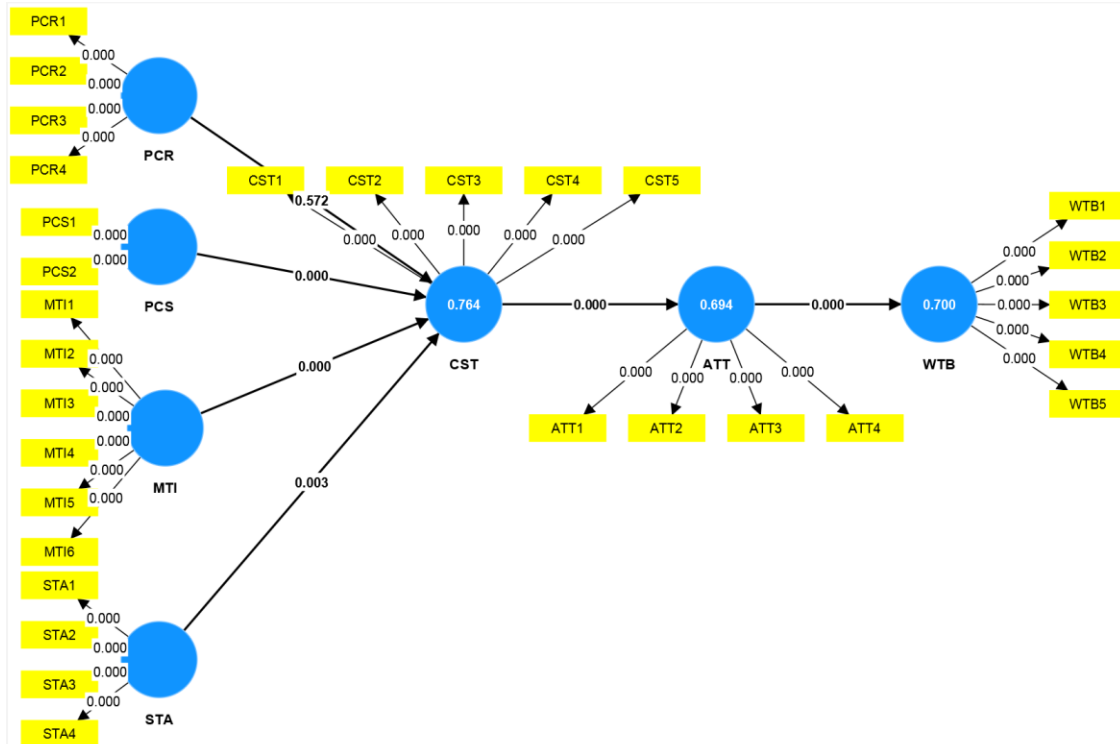 PCR1
PCR2
PCR3
PCR4
0.000
0.000
0.000
0.000
PCR
PCS1
PCS2
0.000
0.000
PCS
MTI1
MTI2
MTI3
MTI4
MTI5
MTI6
0.000
0.000
0.000
0.000
0.000
0.000
MTI
STA1
STA2
STA3
STA4
0.000
0.000
0.000
0.000
STA
0.572
0.000
0.000
0.003
CST1
CST2
CST3
CST4
CST5
0.000
0.000
0.000
0.000
0.000
0.764
CST
0.000
0.694
ATT
0.000
0.000
0.000
0.000
ATT1
ATT2
ATT3
ATT4
0.000
0.700
WTB
0.000
0.000
0.000
0.000
0.000
WTB1
WTB2
WTB3
WTB4
WTB5